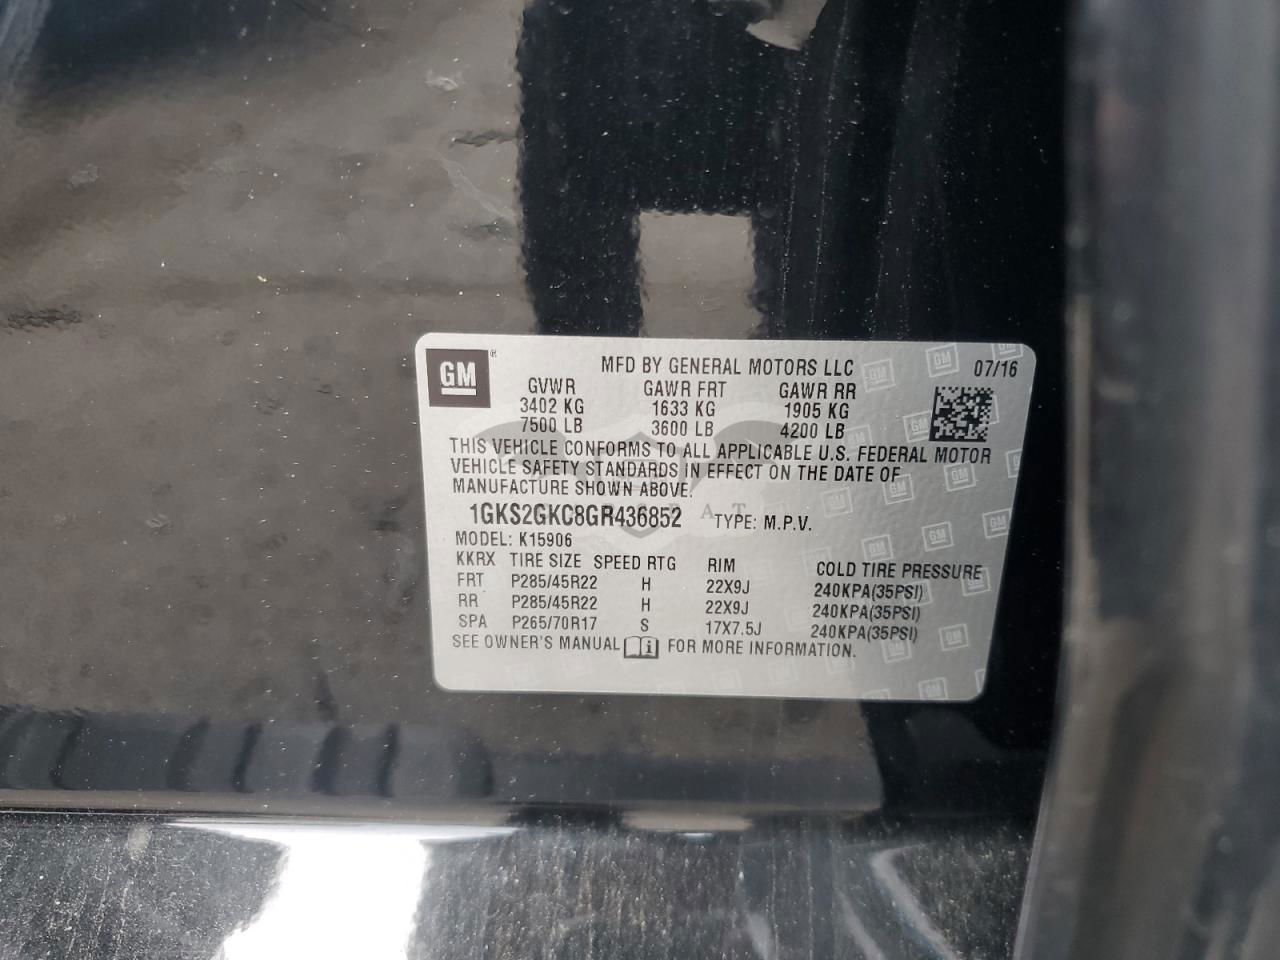 GM ® MFD BY GENERAL MOTORS LLC 07/16
GVWR GAWR FRT GAWR RR
3402 KG 1633 KG 1905 KG
7500 LB 3600 LB 4200 LB
THIS VEHICLE CONFORMS TO ALL APPLICABLE U.S. FEDERAL MOTOR
VEHICLE SAFETY STANDARDS IN EFFECT ON THE DATE OF
MANUFACTURE SHOWN ABOVE.
1GKS2GKC8GR436852 TYPE: M.P.V.
MODEL: K15906
KKRX TIRE SIZE SPEED RTG RIM COLD TIRE PRESSURE
FRT P285/45R22 H 22X9J 240KPA(35PSI)
RR P285/45R22 H 22X9J 240KPA(35PSI)
SPA P265/70R17 S 17X7.5J 240KPA(35PSI)
SEE OWNER'S MANUAL i FOR MORE INFORMATION.